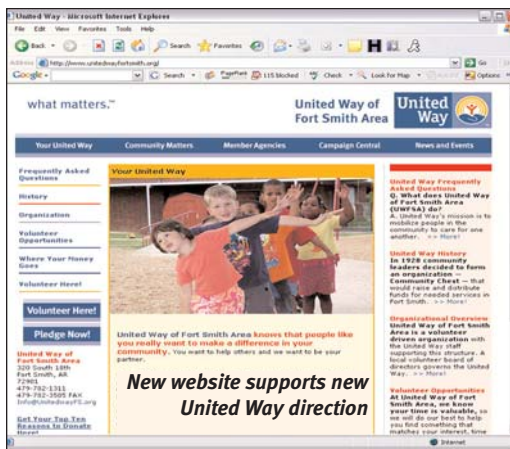 United Way - Microsoft Internet Explorer
File Edit View Favorites Tools Help
Back Search Favorites
Address http://www.unitedwayfortsmith.org/ Go
Google Search PageRank 115 blocked Check Look for Map Options
what matters.™
United Way of
Fort Smith Area
United
Way
Your United Way Community Matters Member Agencies Campaign Central News and Events
Frequently Asked
Questions
History
Organization
Volunteer
Opportunities
Where Your Money
Goes
Volunteer Here!
Volunteer Here!
Pledge Now!
United Way of
Fort Smith Area
320 South 18th
Fort Smith, AR
72901
479-782-1311
479-782-3505 FAX
Info@UnitedwayFS.org
Get Your Top Ten
Reasons to Donate
Here!
Your United Way
United Way of Fort Smith Area knows that people like
you really want to make a difference in your
community. You want to help others and we want to be your
partner.
New website supports new
United Way direction
United Way Frequently
Asked Questions
Q. What does United Way
of Fort Smith Area
(UWFSA) do?
A. United Way's mission is to
mobilize people in the
community to care for one
another. >> More!
United Way History
In 1928 community
leaders decided to form
an organization —
Community Chest — that
would raise and distribute
funds for needed services in
Fort Smith. >> More!
Organizational Overview
United Way of Fort Smith
Area is a volunteer
driven organization with
the United Way staff
supporting this structure. A
local volunteer board of
directors governs the United
Way. >> More!
Volunteer Opportunities
At United Way of Fort
Smith Area, we know
your time is valuable, so
we will do our best to help
you find something that
matches your interest, time
Internet